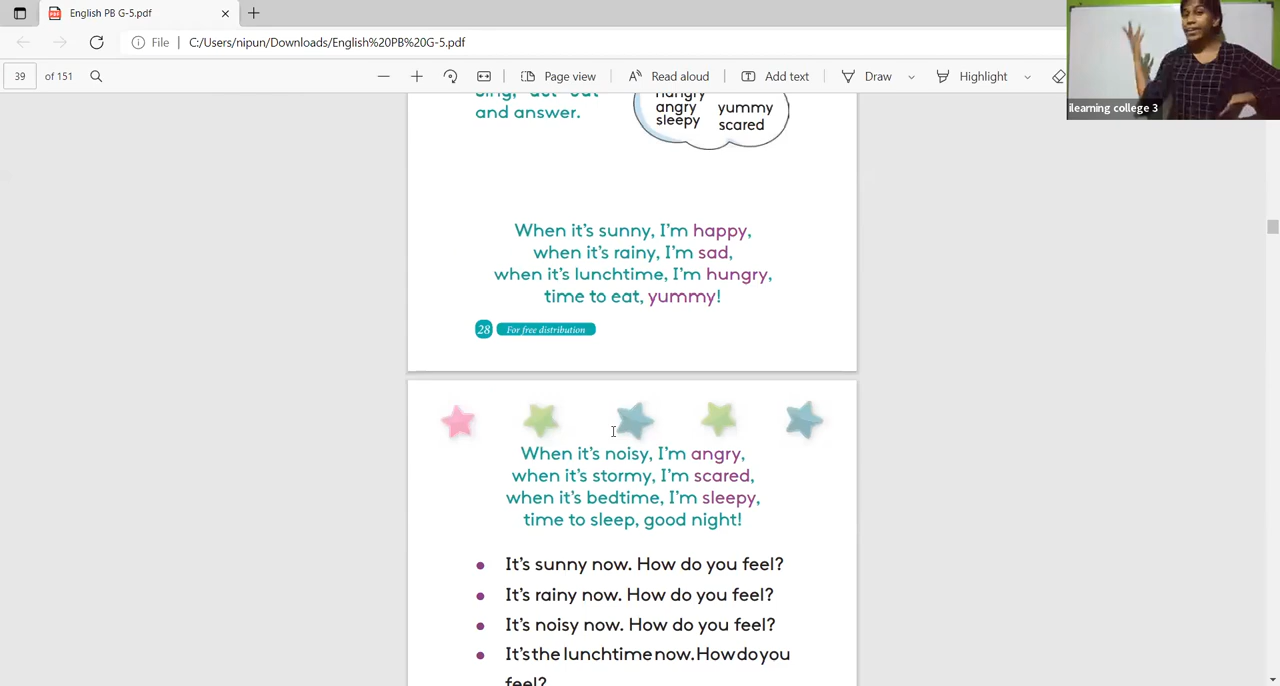 English PB G-5.pdf
File
C:/Users/nipun/Downloads/English%20PB%20G-5.pdf
39 of 151
Page view
Read aloud
Add text
Draw
Highlight
ilearning college 3
sing, act out
and answer.
hungry
angry
yummy
sleepy
scared
When it's sunny, I'm happy,
when it's rainy, I'm sad,
when it's lunchtime, I'm hungry,
time to eat, yummy!
28 For free distribution
When it's noisy, I'm angry,
when it's stormy, I'm scared,
when it's bedtime, I'm sleepy,
time to sleep, good night!
• It's sunny now. How do you feel?
• It's rainy now. How do you feel?
• It's noisy now. How do you feel?
• It's the lunchtime now. How do you
feel?